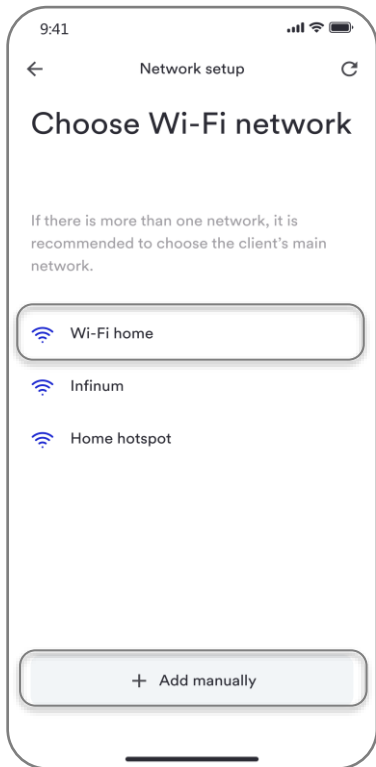 9:41
Network setup
Choose Wi-Fi network
If there is more than one network, it is
recommended to choose the client's main
network.
Wi-Fi home
Infinum
Home hotspot
+ Add manually